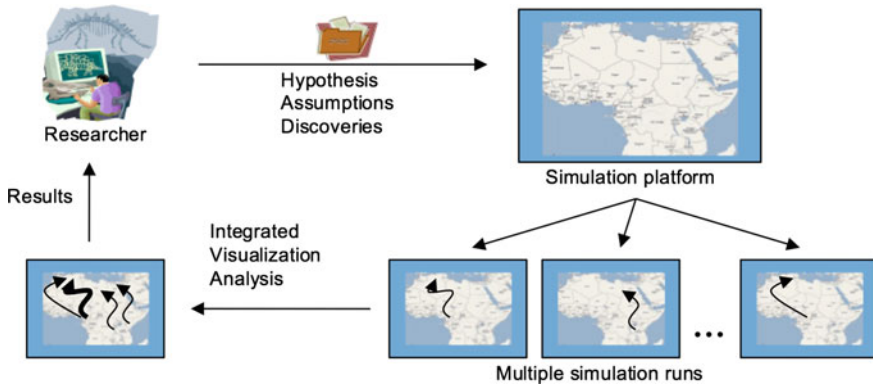 Researcher
Hypothesis
Assumptions
Discoveries
Simulation platform
Results
Integrated
Visualization
Analysis
Multiple simulation runs